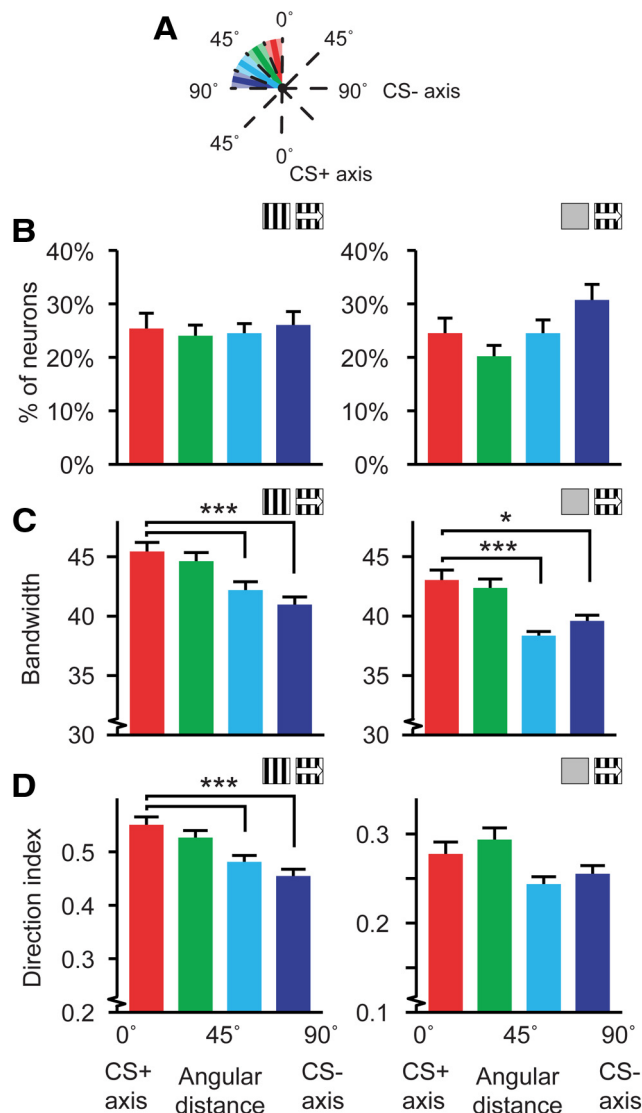 A
0°
45° 45°
90° 90° CS- axis
45° 0°
CS+ axis
B
% of neurons
40% 40%
30% 30%
20% 20%
10% 10%
0% 0%
C
*** * ***
Bandwidth
45 45
40 40
35 35
30 30
D
***
Direction index
0.5 0.3
0.4 0.2
0.3
0.2 0.1
0° 45° 90° 0° 45° 90°
CS+ Angular CS- CS+ Angular CS-
axis distance axis axis distance axis